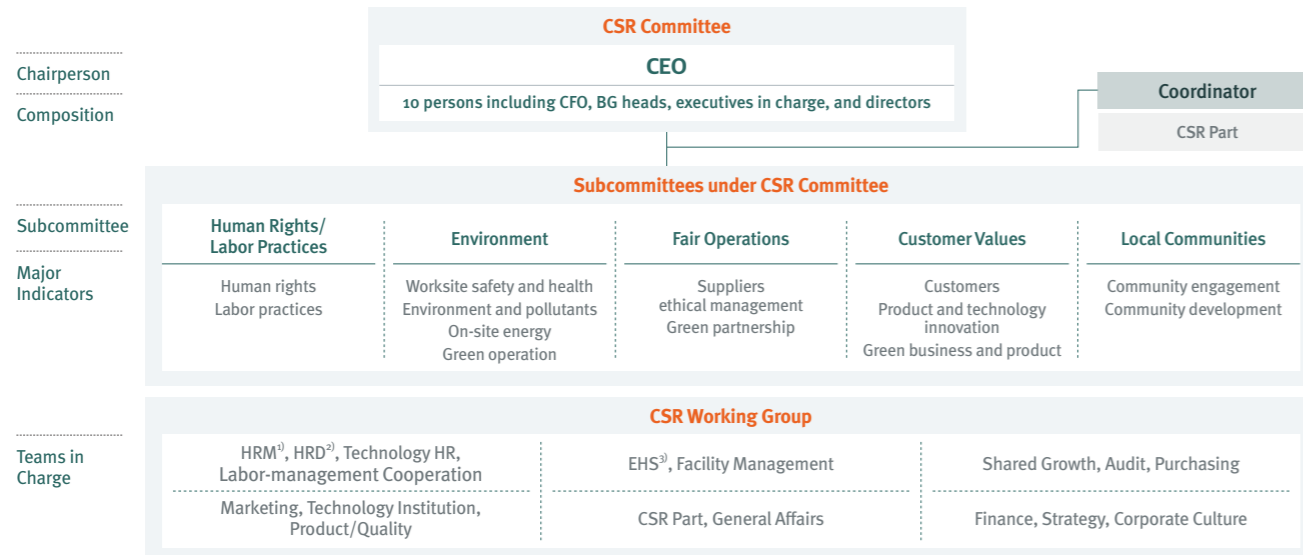 CSR Committee
Chairperson
CEO
Composition
10 persons including CFO, BG heads, executives in charge, and directors
Coordinator
CSR Part
Subcommittees under CSR Committee
Subcommittee
Human Rights/
Labor Practices
Environment
Fair Operations
Customer Values
Local Communities
Major
Indicators
Human rights
Labor practices
Worksite safety and health
Environment and pollutants
On-site energy
Green operation
Suppliers
ethical management
Green partnership
Customers
Product and technology
innovation
Green business and product
Community engagement
Community development
CSR Working Group
Teams in
Charge
HRM¹⁾, HRD²⁾, Technology HR,
Labor-management Cooperation
EHS³⁾, Facility Management
Shared Growth, Audit, Purchasing
Marketing, Technology Institution,
Product/Quality
CSR Part, General Affairs
Finance, Strategy, Corporate Culture